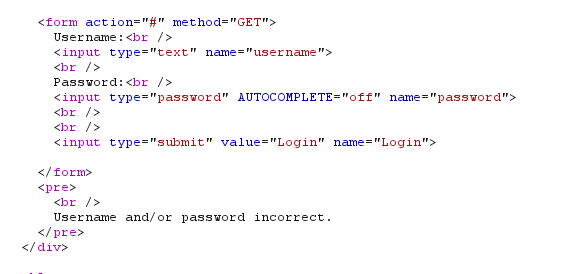 <form action="#" method="GET">
Username:<br />
<input type="text" name="username">
<br />
Password:<br />
<input type="password" AUTOCOMPLETE="off" name="password">
<br />
<br />
<input type="submit" value="Login" name="Login">
</form>
<pre>
<br />
Username and/or password incorrect.
</pre>
</div>